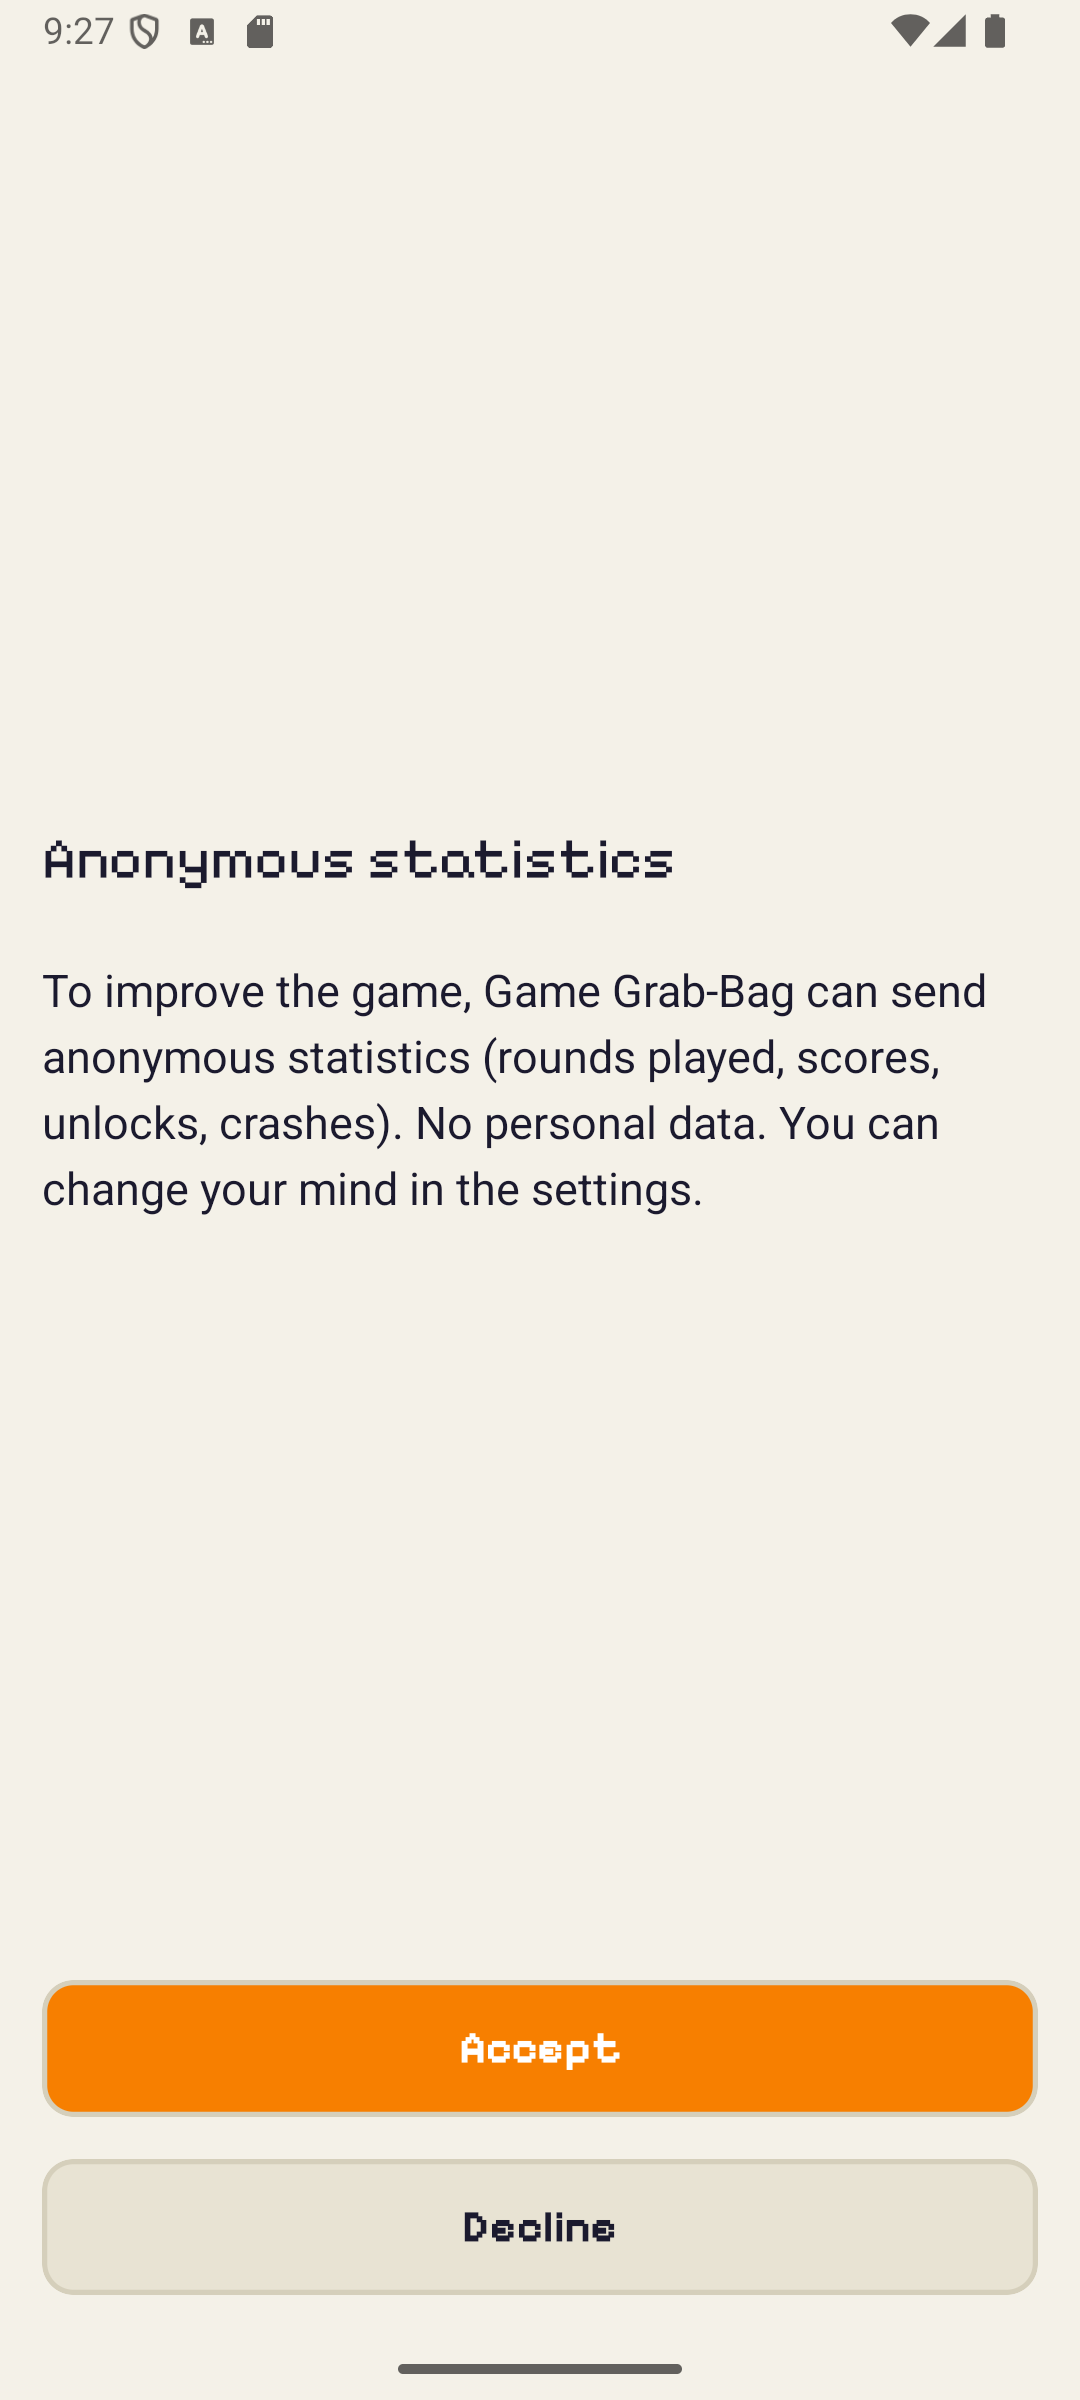 9:27
Anonymous statistics
To improve the game, Game Grab-Bag can send
anonymous statistics (rounds played, scores,
unlocks, crashes). No personal data. You can
change your mind in the settings.
Accept
Decline